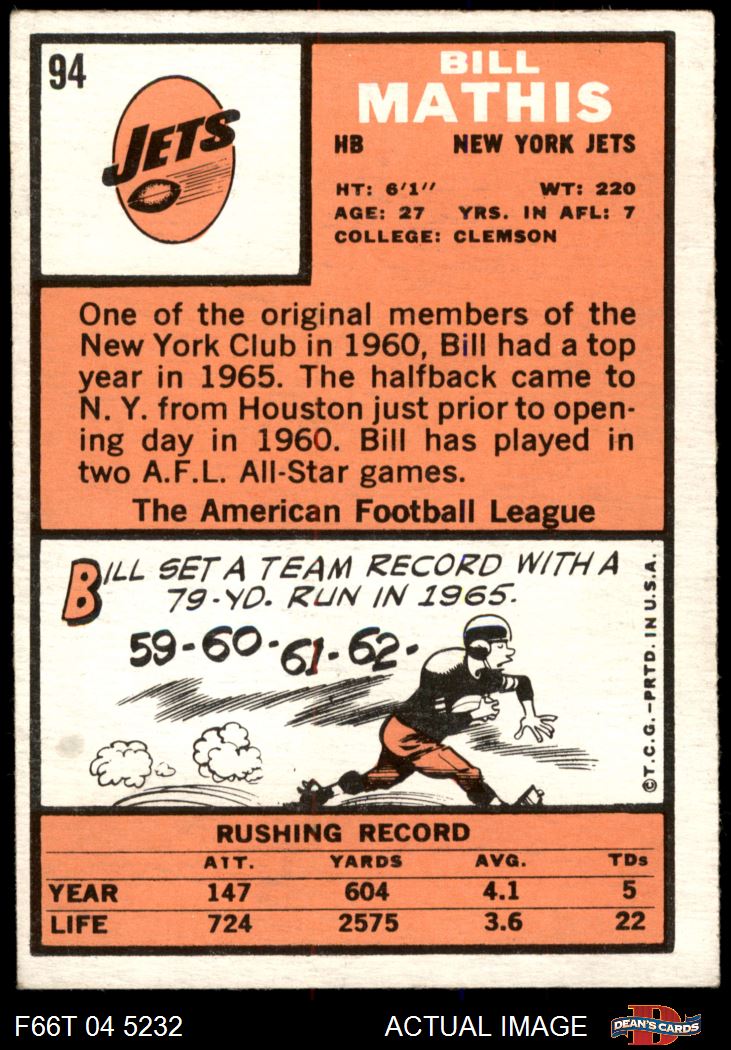 94
JETS
BILL
MATHIS
HB NEW YORK JETS
HT: 6'1" WT: 220
AGE: 27 YRS. IN AFL: 7
COLLEGE: CLEMSON
One of the original members of the
New York Club in 1960, Bill had a top
year in 1965. The halfback came to
N. Y. from Houston just prior to open-
ing day in 1960. Bill has played in
two A.F.L. All-Star games.
The American Football League
BILL SET A TEAM RECORD WITH A
79-YD. RUN IN 1965.
59-60-61-62-
©T.C.G.-PRTD. IN U.S.A.
RUSHING RECORD
ATT. YARDS AVG. TDs
YEAR 147 604 4.1 5
LIFE 724 2575 3.6 22
F66T 04 5232 ACTUAL IMAGE DEAN'S CARDS